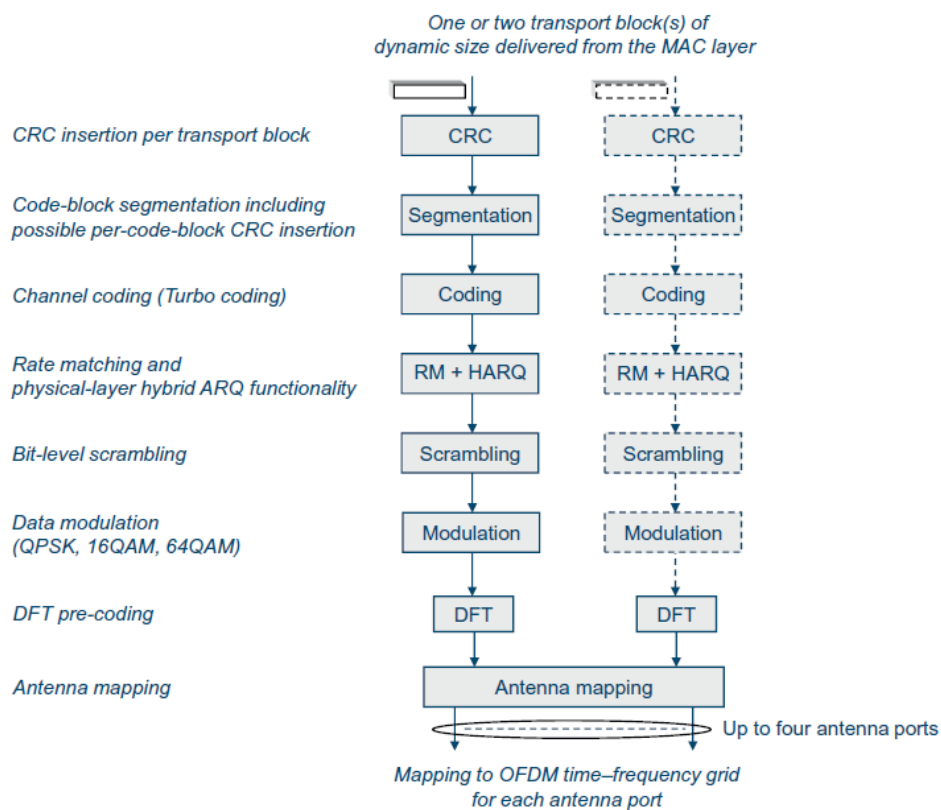 One or two transport block(s) of
dynamic size delivered from the MAC layer
CRC insertion per transport block
CRC
CRC
Code-block segmentation including
possible per-code-block CRC insertion
Segmentation
Segmentation
Channel coding (Turbo coding)
Coding
Coding
Rate matching and
physical-layer hybrid ARQ functionality
RM + HARQ
RM + HARQ
Bit-level scrambling
Scrambling
Scrambling
Data modulation
(QPSK, 16QAM, 64QAM)
Modulation
Modulation
DFT pre-coding
DFT
DFT
Antenna mapping
Antenna mapping
Up to four antenna ports
Mapping to OFDM time–frequency grid
for each antenna port